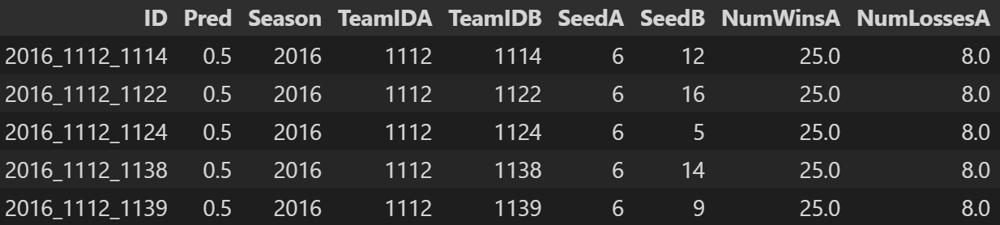 ID Pred Season TeamIDA TeamIDB SeedA SeedB NumWinsA NumLossesA
2016_1112_1114 0.5 2016 1112 1114 6 12 25.0 8.0
2016_1112_1122 0.5 2016 1112 1122 6 16 25.0 8.0
2016_1112_1124 0.5 2016 1112 1124 6 5 25.0 8.0
2016_1112_1138 0.5 2016 1112 1138 6 14 25.0 8.0
2016_1112_1139 0.5 2016 1112 1139 6 9 25.0 8.0